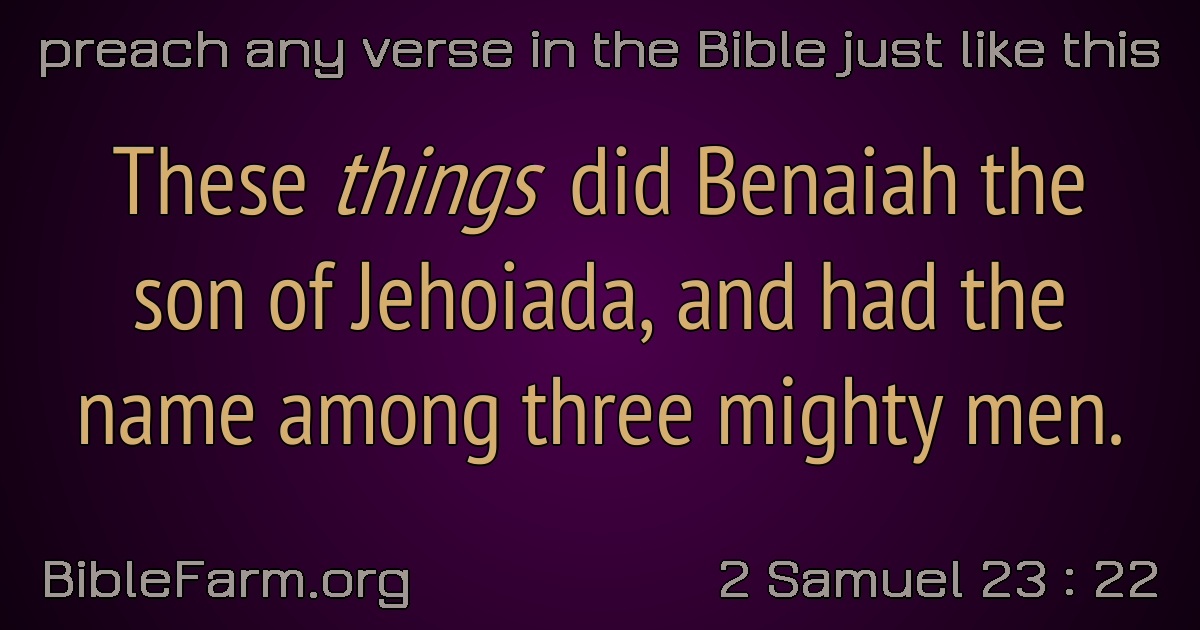 preach any verse in the Bible just like this
These things did Benaiah the
son of Jehoiada, and had the
name among three mighty men.
BibleFarm.org
2 Samuel 23 : 22